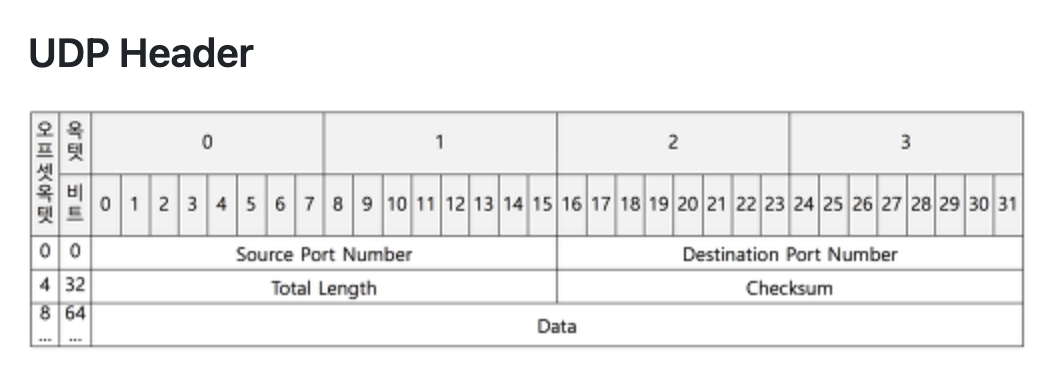 UDP Header
오프셋옥텟 옥텟 0 1 2 3
비트 0 1 2 3 4 5 6 7 8 9 10 11 12 13 14 15 16 17 18 19 20 21 22 23 24 25 26 27 28 29 30 31
0 0 Source Port Number Destination Port Number
4 32 Total Length Checksum
8 64 Data
... ...